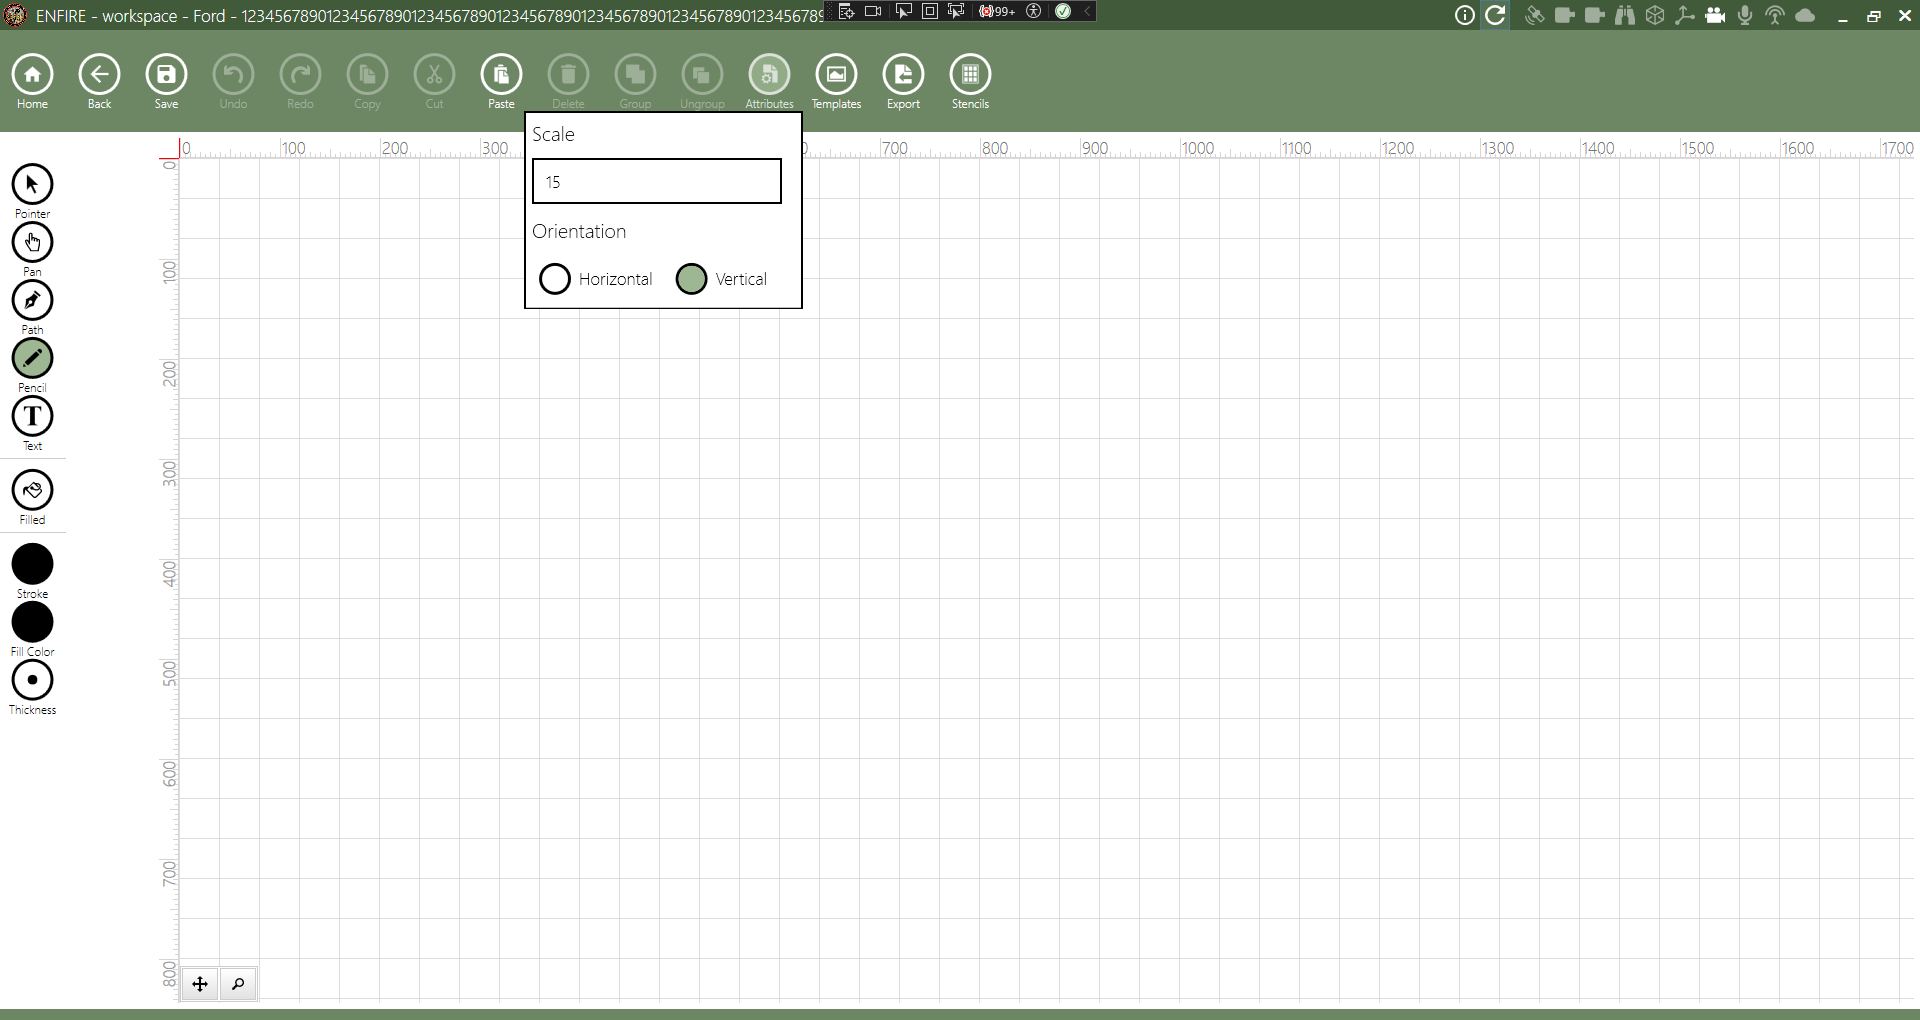 ENFIRE - workspace - Ford - 123456789012345678901234567890123456789012345678901234567890123456789
99+
Home
Back
Save
Undo
Redo
Copy
Cut
Paste
Delete
Group
Ungroup
Attributes
Templates
Export
Stencils
Scale
15
Orientation
Horizontal
Vertical
0 100 200 300 700 800 900 1000 1100 1200 1300 1400 1500 1600 1700
0
100
200
300
400
500
600
700
800
Pointer
Pan
Path
Pencil
T
Text
Filled
Stroke
Fill Color
Thickness